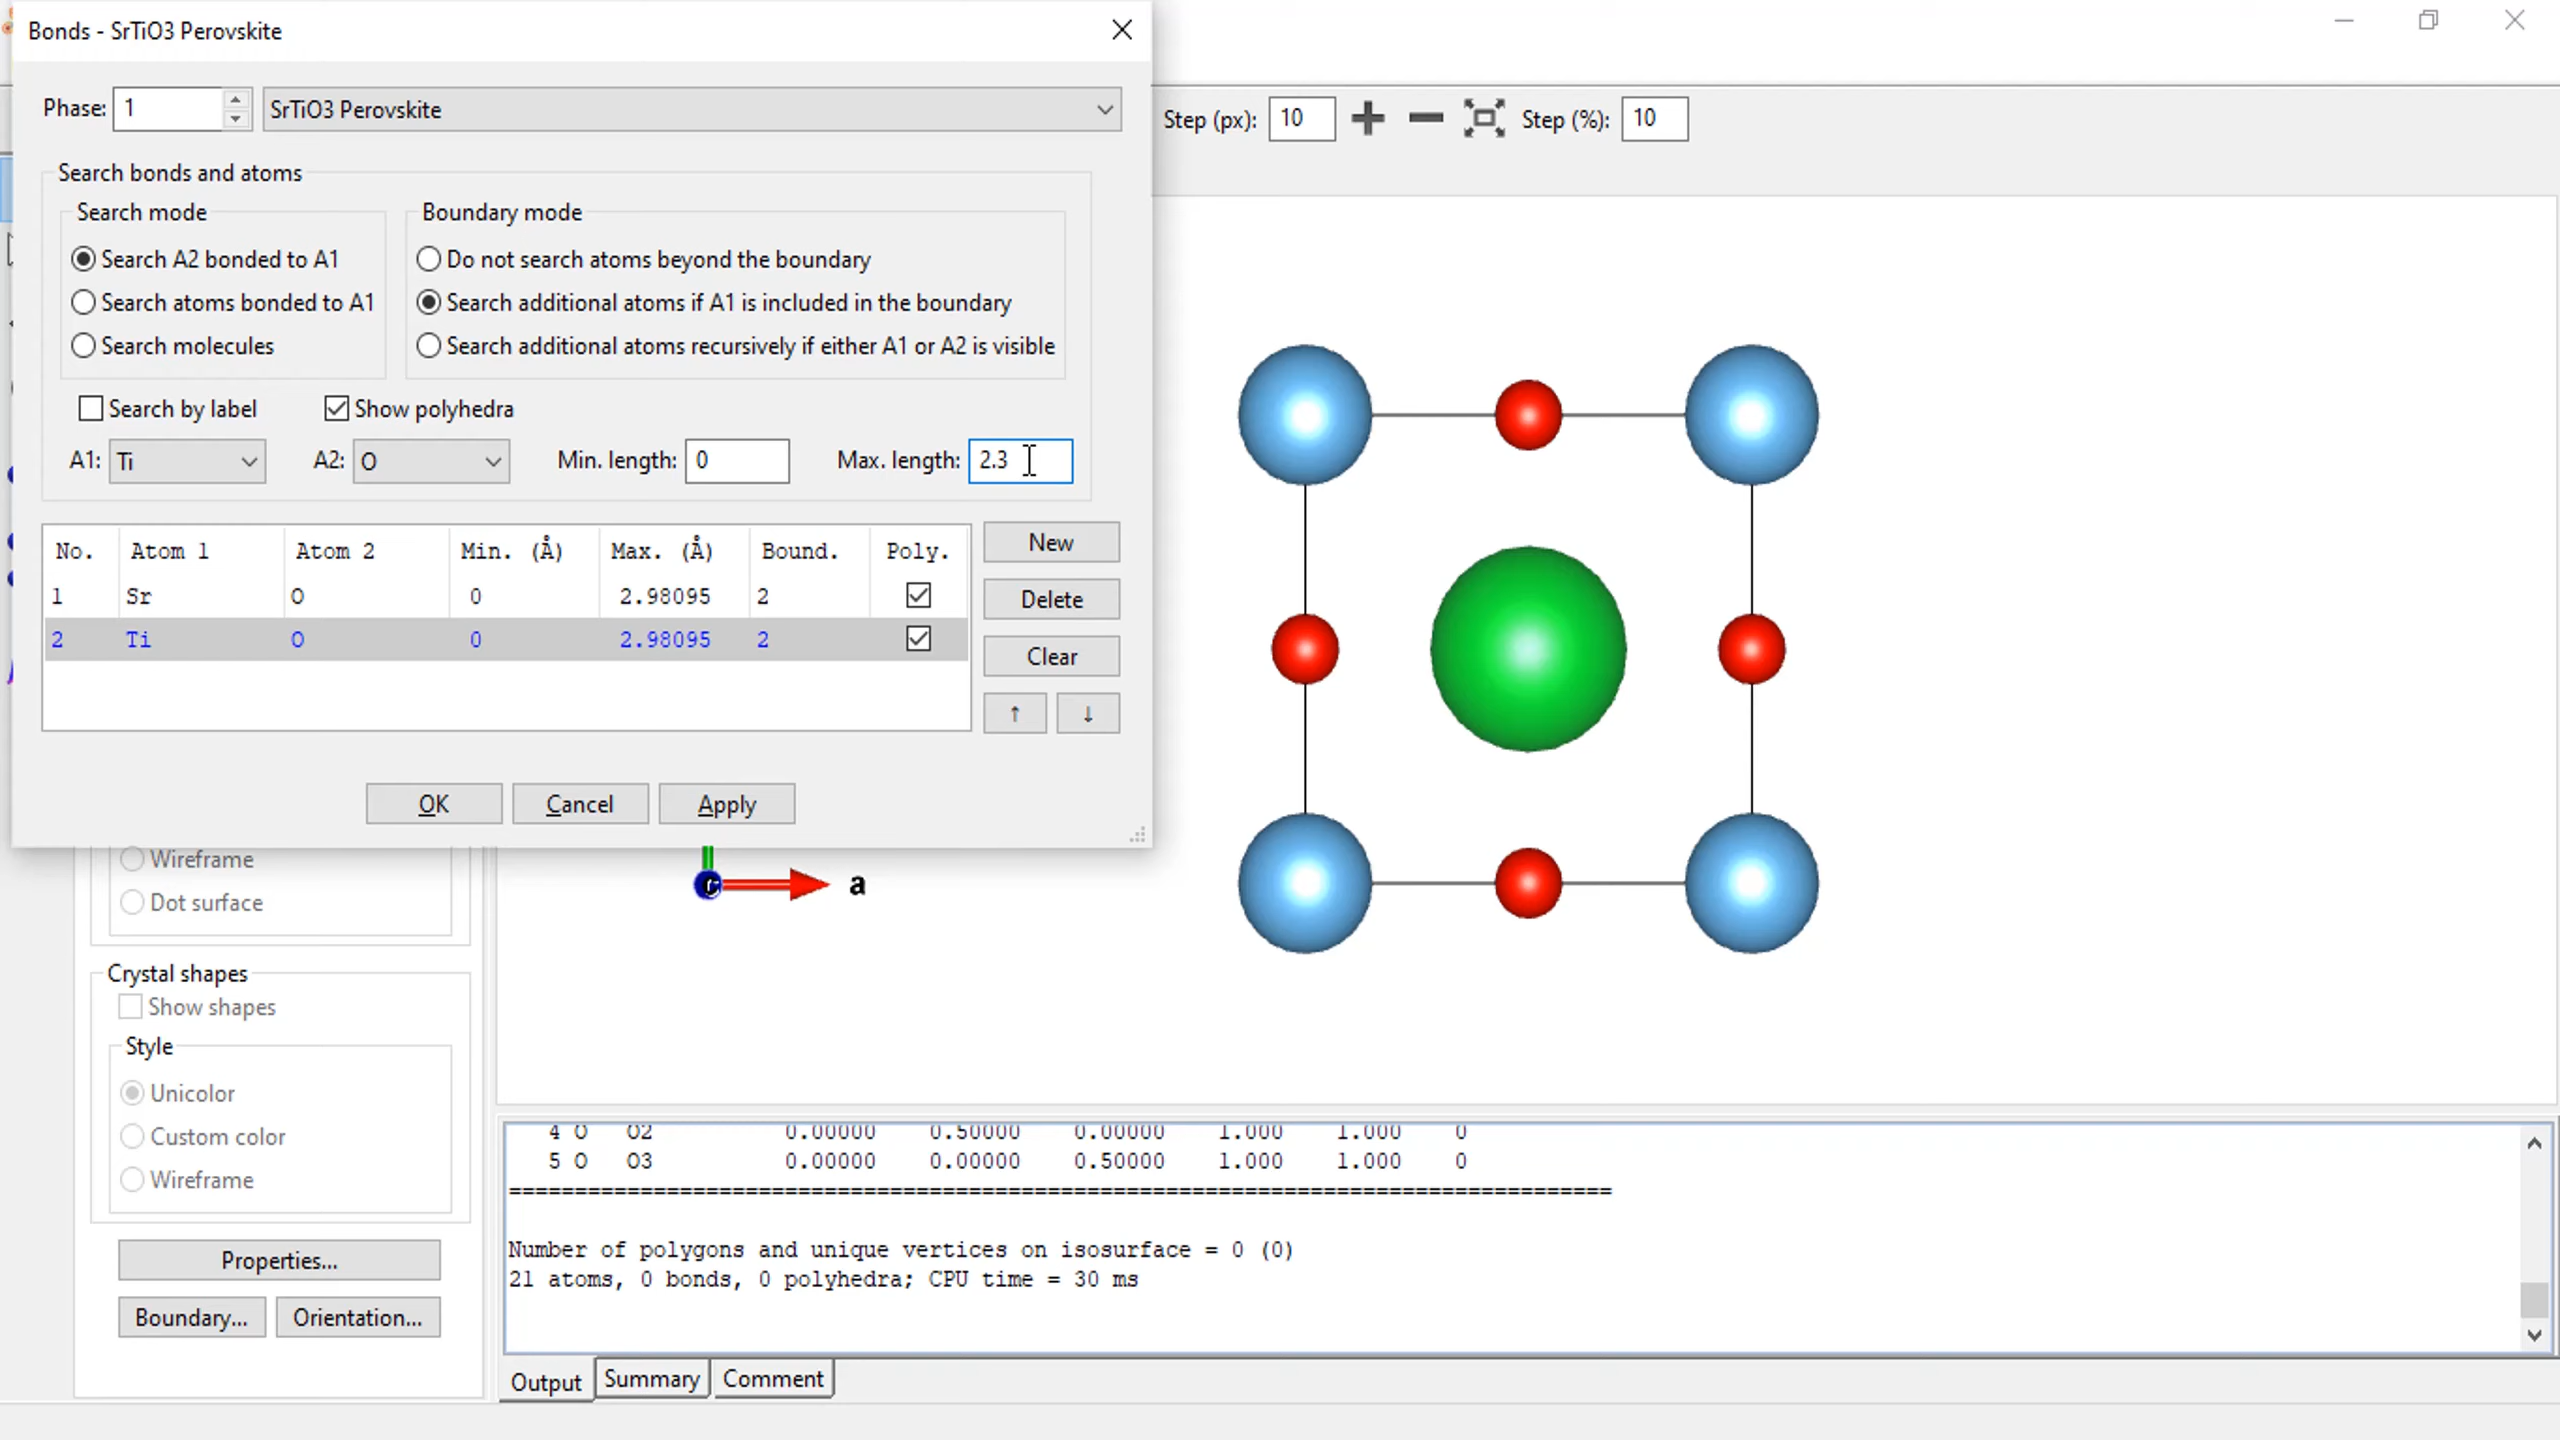 Bonds - SrTiO3 Perovskite
Phase: 1 SrTiO3 Perovskite
Step (px): 10 Step (%): 10
Search bonds and atoms
Search mode
Boundary mode
Search A2 bonded to A1
Do not search atoms beyond the boundary
Search atoms bonded to A1
Search additional atoms if A1 is included in the boundary
Search molecules
Search additional atoms recursively if either A1 or A2 is visible
Search by label Show polyhedra
A1: Ti A2: O Min. length: 0 Max. length: 2.3
No. Atom 1 Atom 2 Min. (Å) Max. (Å) Bound. Poly.
1 Sr O 0 2.98095 2
2 Ti O 0 2.98095 2
New
Delete
Clear
↑ ↓
OK Cancel Apply
Wireframe
Dot surface
a
Crystal shapes
Show shapes
Style
Unicolor
Custom color
Wireframe
Properties...
Boundary... Orientation...
4 O O2 0.00000 0.50000 0.00000 1.000 1.000 0
5 O O3 0.00000 0.00000 0.50000 1.000 1.000 0
====================================================================================
Number of polygons and unique vertices on isosurface = 0 (0)
21 atoms, 0 bonds, 0 polyhedra; CPU time = 30 ms
Output Summary Comment